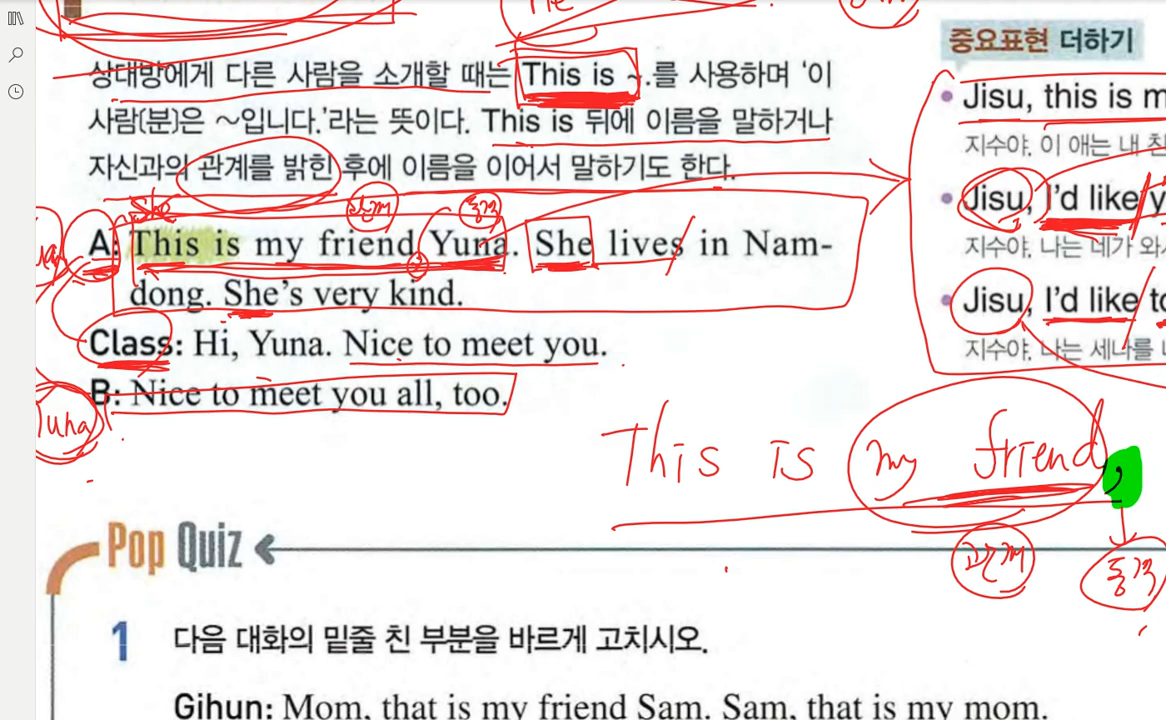 중요표현 더하기
상대방에게 다른 사람을 소개할 때는 This is ~.를 사용하며 ‘이
사람(분)은 ~입니다.’라는 뜻이다. This is 뒤에 이름을 말하거나
자신과의 관계를 밝힌 후에 이름을 이어서 말하기도 한다.
She 관계 동격
A: This is my friend Yuna. She lives in Nam-
dong. She's very kind.
Class: Hi, Yuna. Nice to meet you.
B: Nice to meet you all, too.
Yuna
• Jisu, this is m
지수야, 이 애는 내 친
• Jisu, I'd like y
지수야, 나는 네가 와
• Jisu, I'd like to
지수야, 나는 세나를 너
This is my friend,
관계 동격
Pop Quiz
1 다음 대화의 밑줄 친 부분을 바르게 고치시오.
Gihun: Mom, that is my friend Sam. Sam, that is my mom.